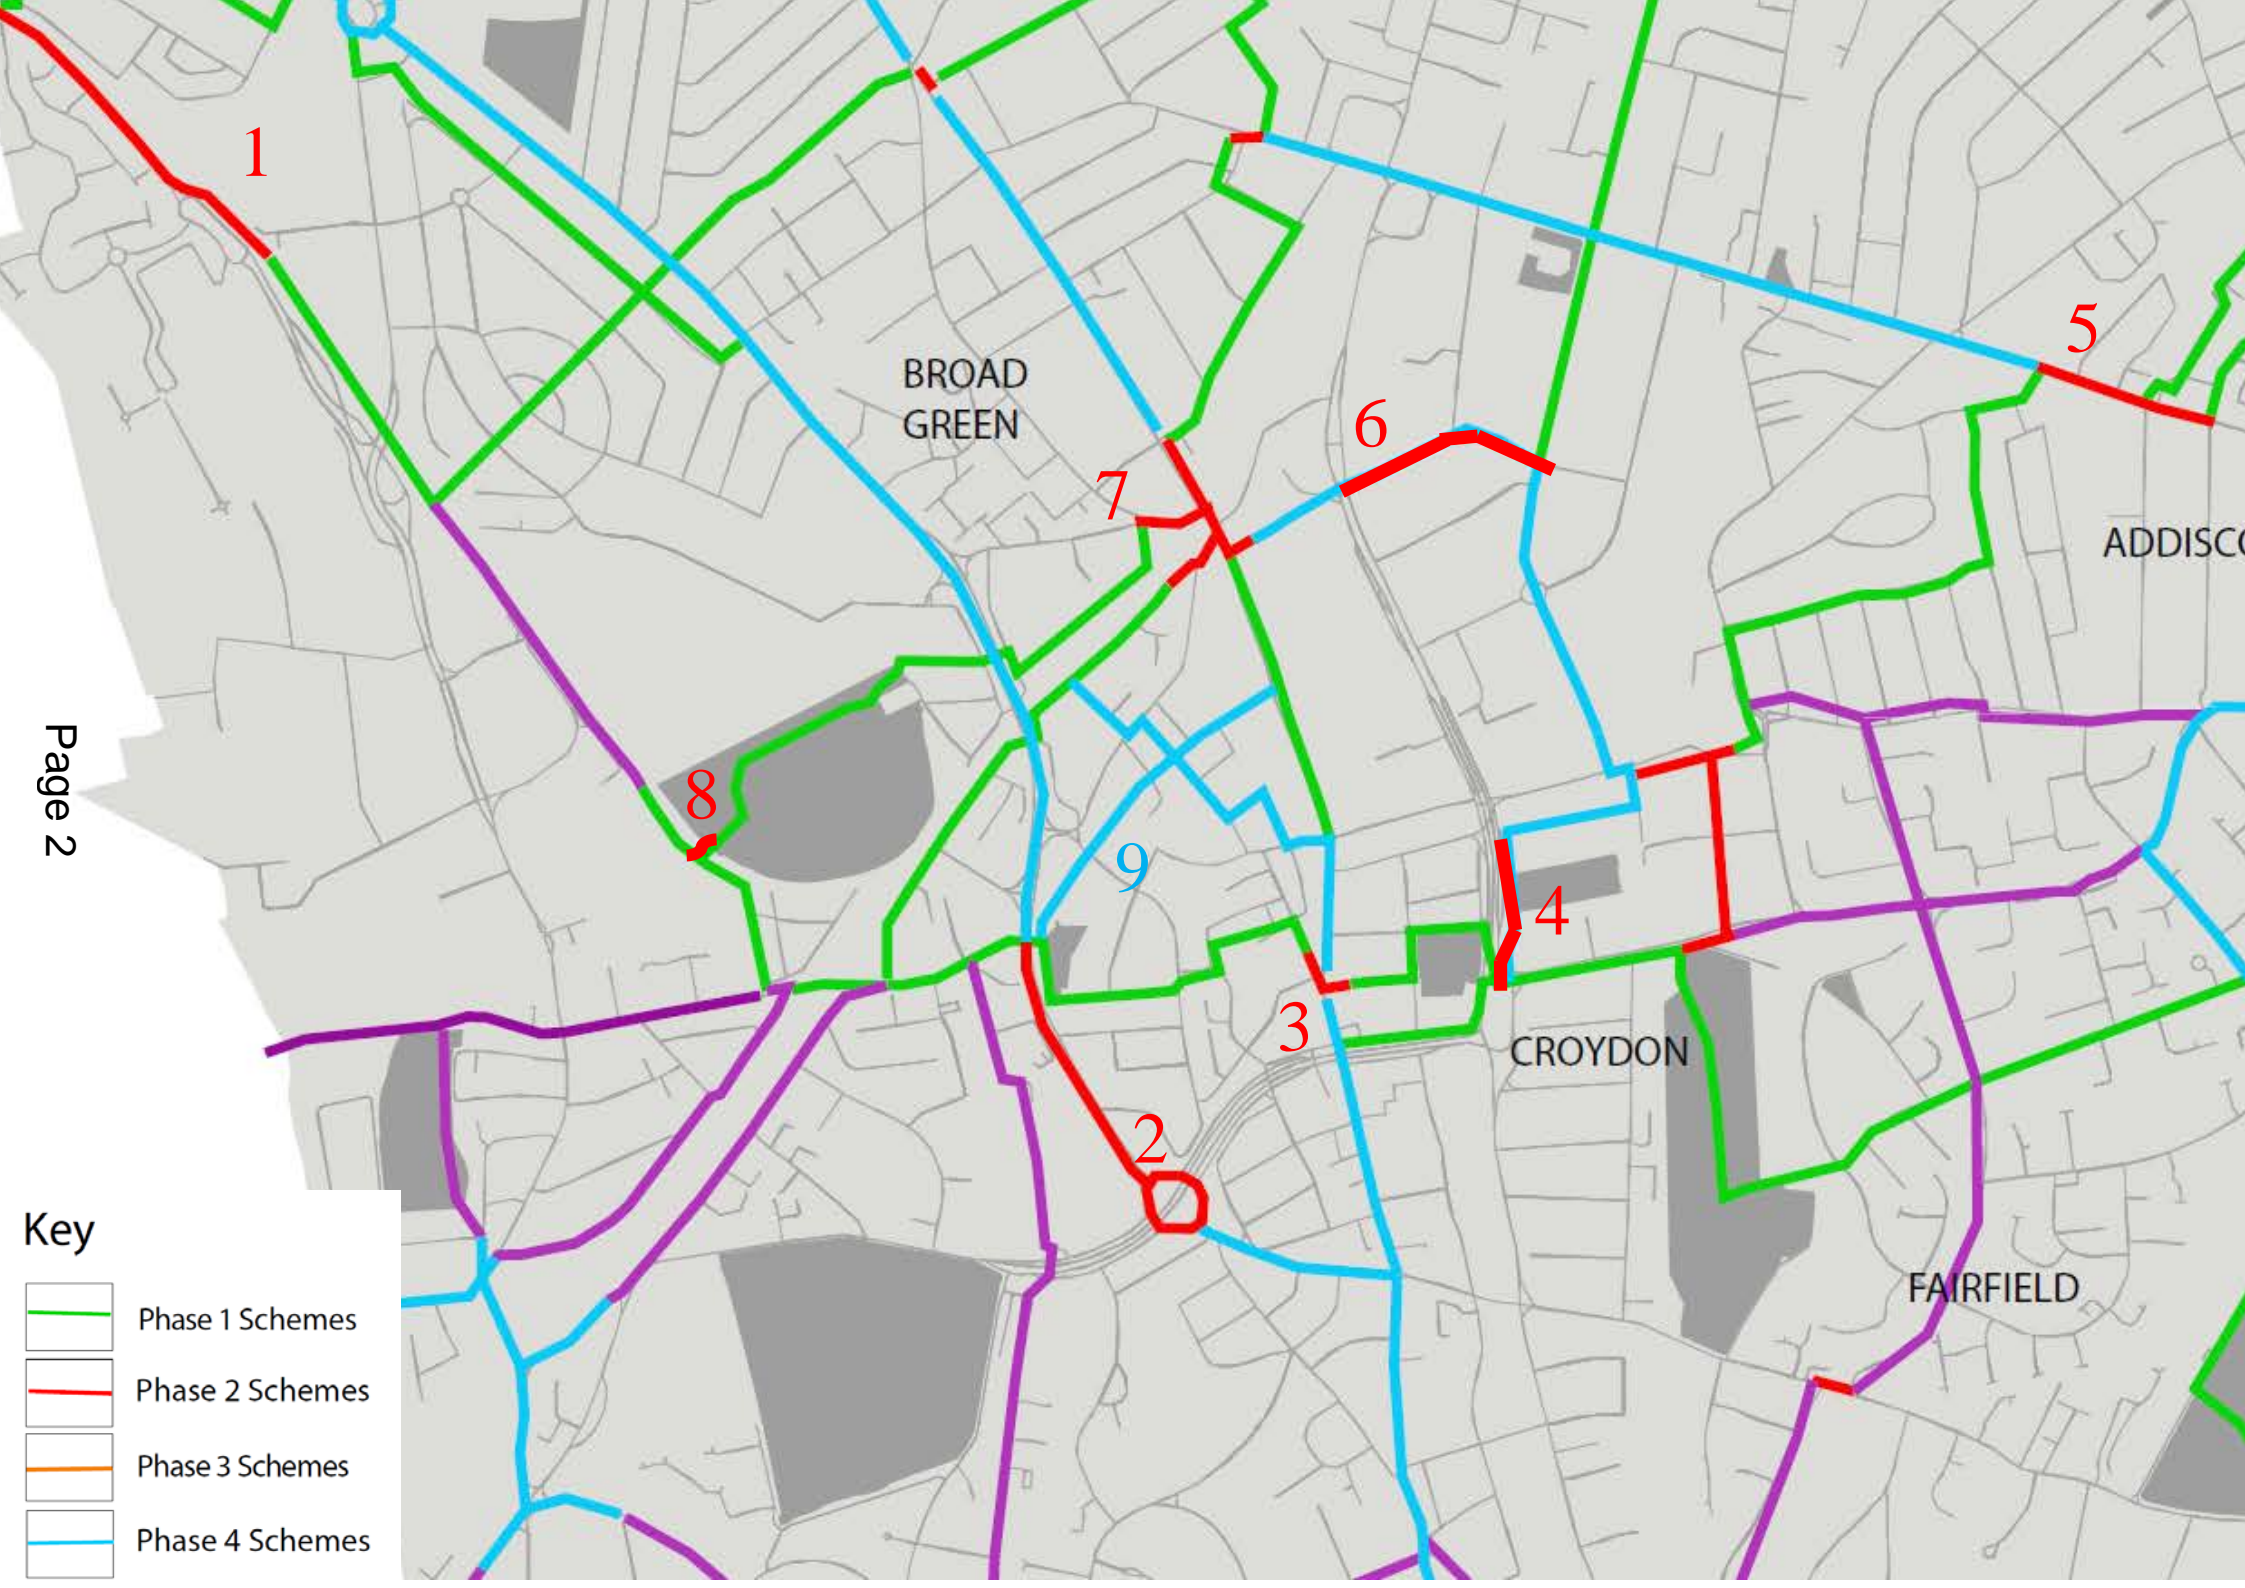 1
5
BROAD
GREEN
6
7
ADDISC
Page 2
8
9
4
3
CROYDON
2
FAIRFIELD
Key
Phase 1 Schemes
Phase 2 Schemes
Phase 3 Schemes
Phase 4 Schemes